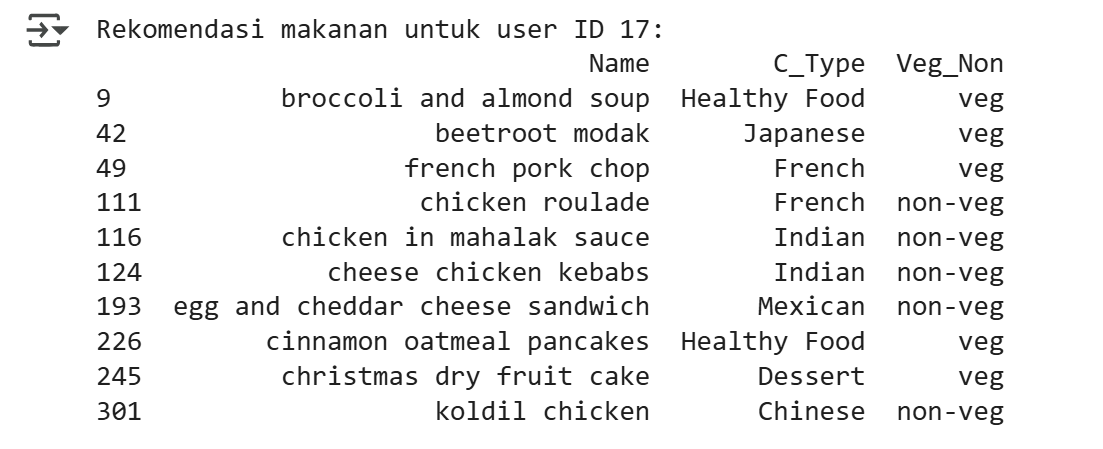 Rekomendasi makanan untuk user ID 17:
Name C_Type Veg_Non
9 broccoli and almond soup Healthy Food veg
42 beetroot modak Japanese veg
49 french pork chop French veg
111 chicken roulade French non-veg
116 chicken in mahalak sauce Indian non-veg
124 cheese chicken kebabs Indian non-veg
193 egg and cheddar cheese sandwich Mexican non-veg
226 cinnamon oatmeal pancakes Healthy Food veg
245 christmas dry fruit cake Dessert veg
301 koldil chicken Chinese non-veg